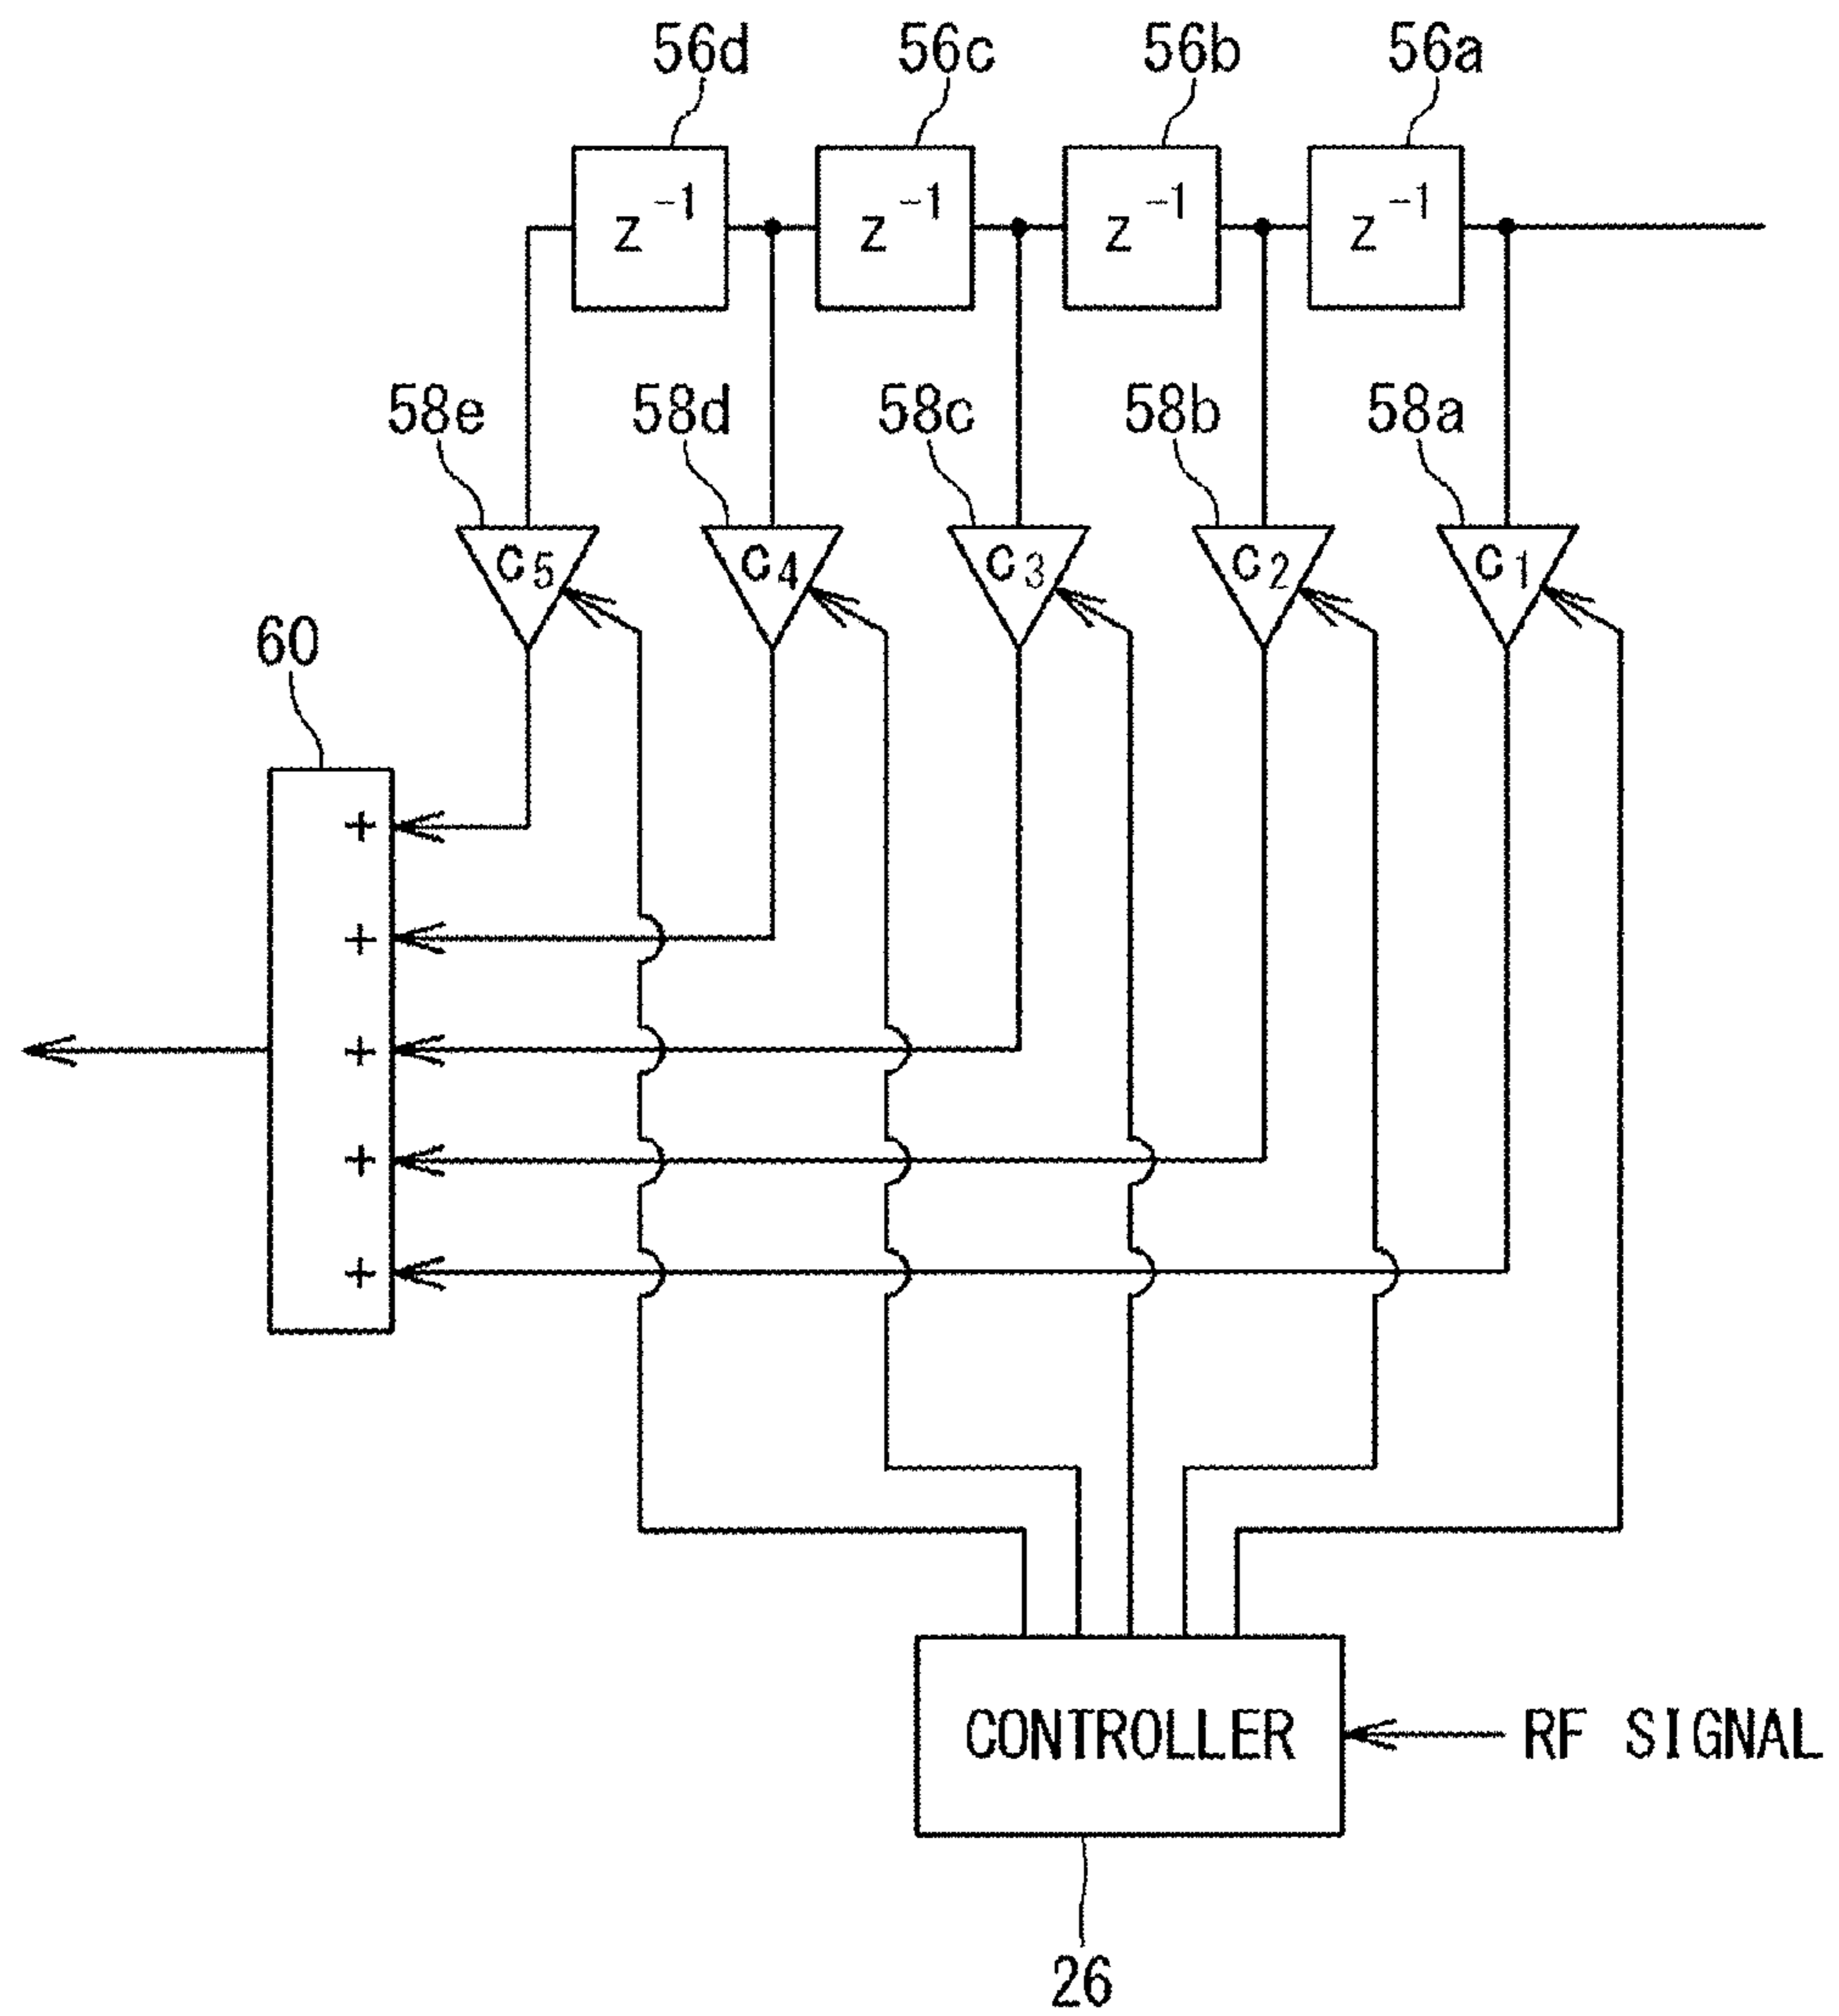 56d 56c 56b 56a
z⁻¹ z⁻¹ z⁻¹ z⁻¹
58e 58d 58c 58b 58a
C5 C4 C3 C2 C1
60
+
+
+
+
+
CONTROLLER
RF SIGNAL
26